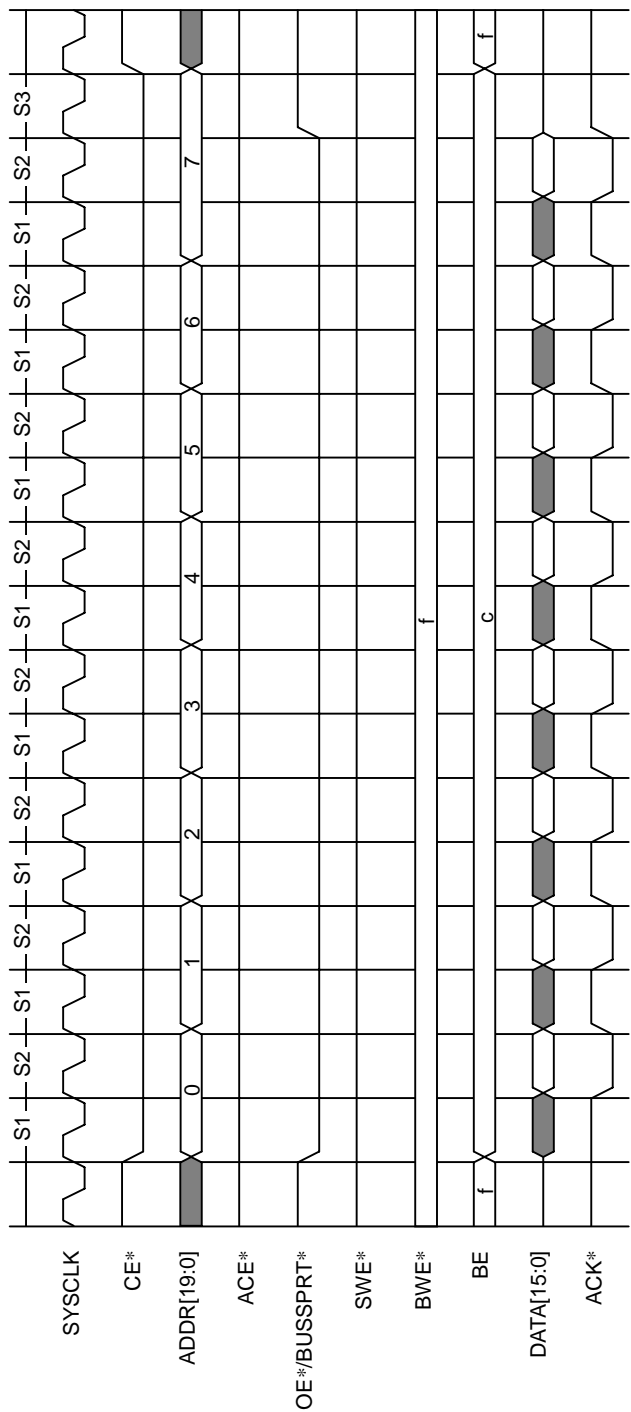 S1 S2 S1 S2 S1 S2 S1 S2 S1 S2 S1 S2 S1 S2 S1 S2 S3
SYSCLK
CE*
ADDR[19:0] 0 1 2 3 4 5 6 7
ACE*
OE*/BUSSPRT*
SWE*
BWE* f
BE f c f
DATA[15:0]
ACK*